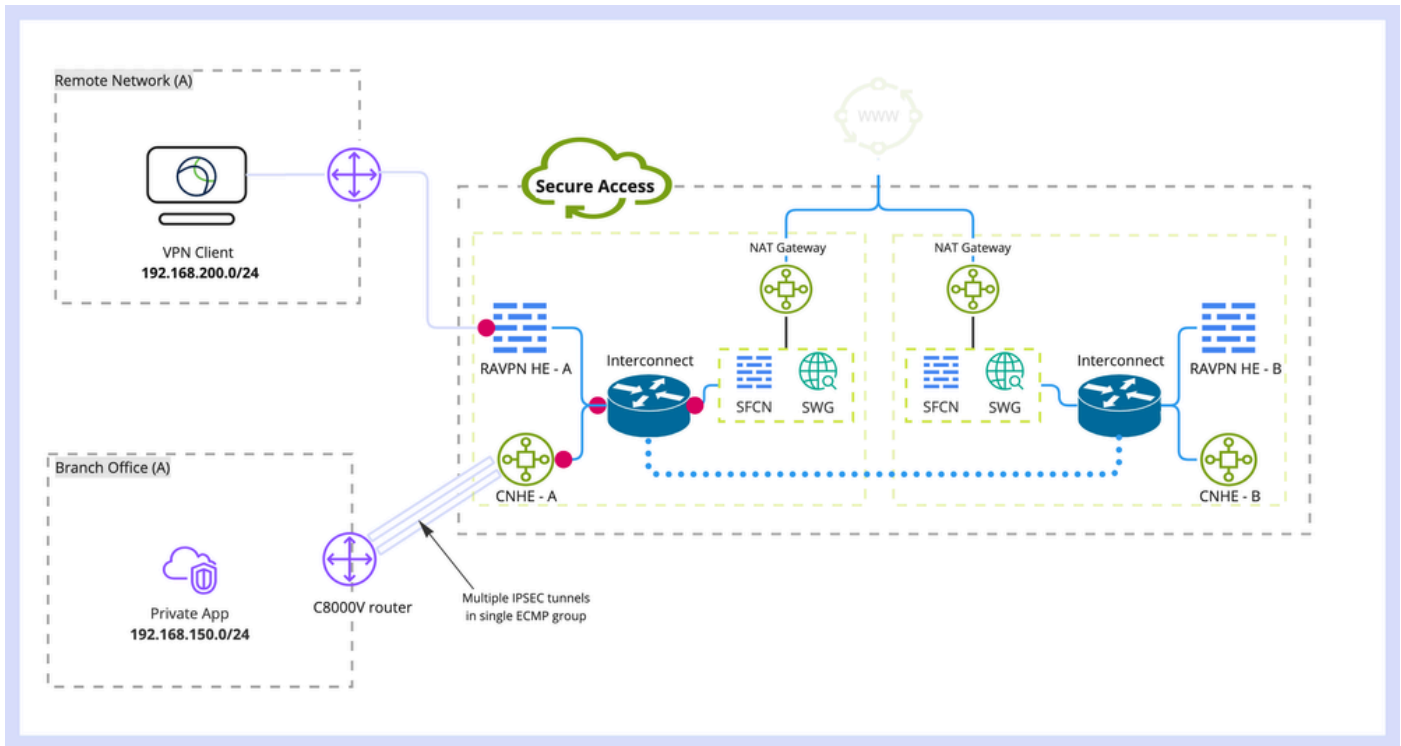 Remote Network (A)
VPN Client
192.168.200.0/24
WWW
Secure Access
NAT Gateway
NAT Gateway
RAVPN HE - A
Interconnect
SFCN
SWG
SFCN
SWG
Interconnect
RAVPN HE - B
CNHE - A
CNHE - B
Branch Office (A)
Private App
192.168.150.0/24
C8000V router
Multiple IPSEC tunnels
in single ECMP group